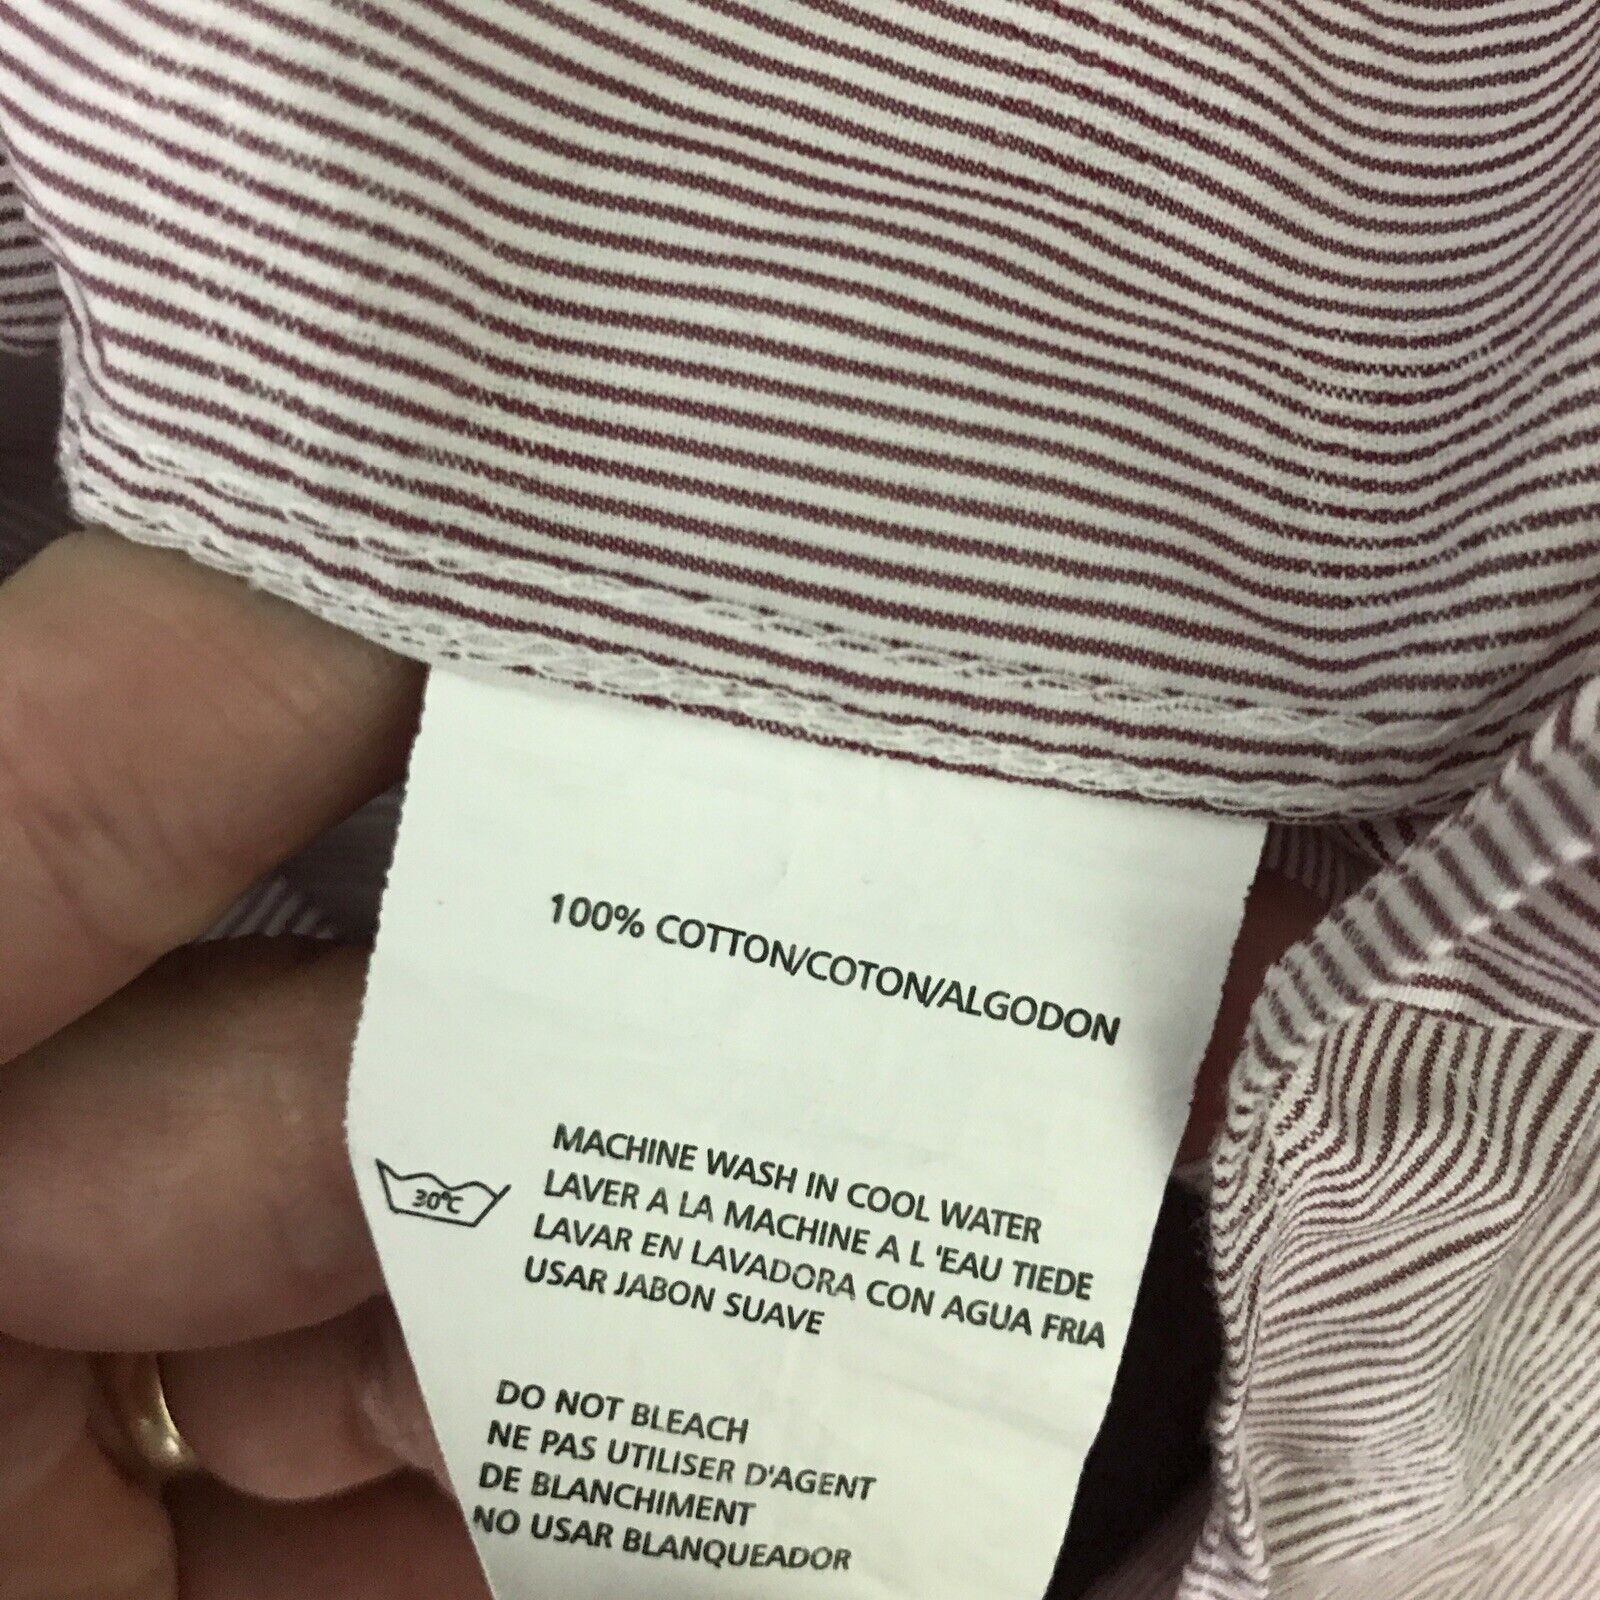 100% COTTON/COTON/ALGODON
MACHINE WASH IN COOL WATER
30°C
LAVER A LA MACHINE A L 'EAU TIEDE
LAVAR EN LAVADORA CON AGUA FRIA
USAR JABON SUAVE
DO NOT BLEACH
NE PAS UTILISER D'AGENT
DE BLANCHIMENT
NO USAR BLANQUEADOR